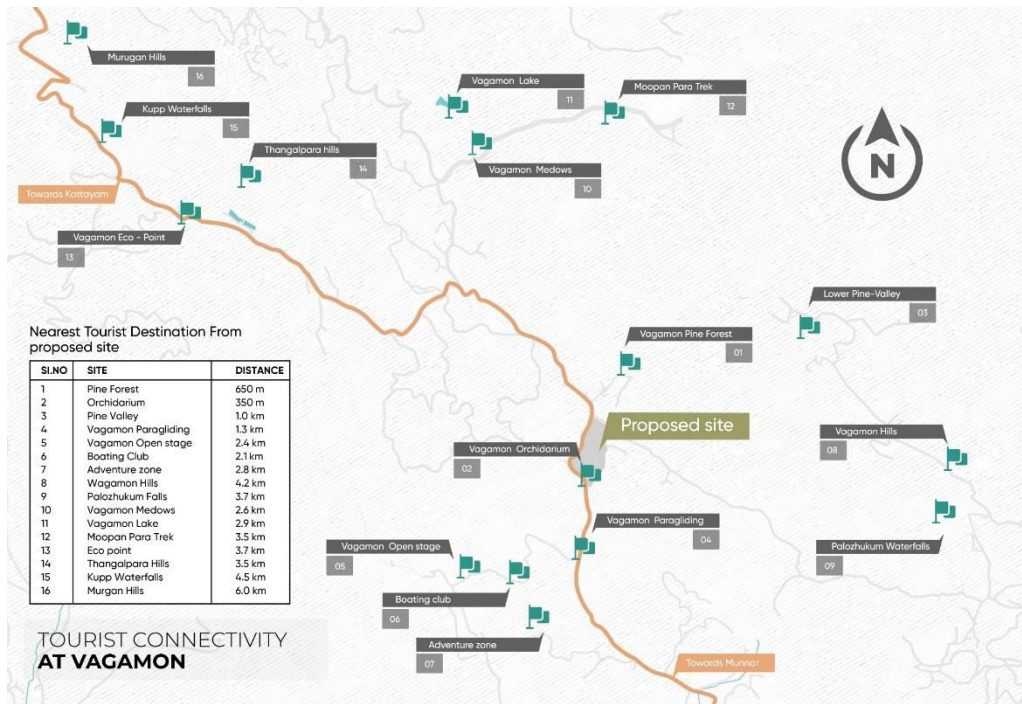 Murugan Hills
16
Kupp Waterfalls
15
Thangalpara hills
14
Towards Kottayam
Vagamon Eco - Point
13
Vagamon Lake
11
Moopan Para Trek
12
Vagamon Medows
10
N
Lower Pine-Valley
03
Vagamon Pine Forest
01
Proposed site
Vagamon Orchidarium
02
Vagamon Hills
08
Vagamon Paragliding
04
Palozhukum Waterfalls
09
Vagamon Open stage
05
Boating club
06
Adventure zone
07
Towards Munnar
Nearest Tourist Destination From
proposed site
SI.NO SITE DISTANCE
1 Pine Forest 650 m
2 Orchidarium 350 m
3 Pine Valley 1.0 km
4 Vagamon Paragliding 1.3 km
5 Vagamon Open stage 2.4 km
6 Boating Club 2.1 km
7 Adventure zone 2.8 km
8 Wagamon Hills 4.2 km
9 Palozhukum Falls 3.7 km
10 Vagamon Medows 2.6 km
11 Vagamon Lake 2.9 km
12 Moopan Para Trek 3.5 km
13 Eco point 3.7 km
14 Thangalpara Hills 3.5 km
15 Kupp Waterfalls 4.5 km
16 Murgan Hills 6.0 km
TOURIST CONNECTIVITY
AT VAGAMON